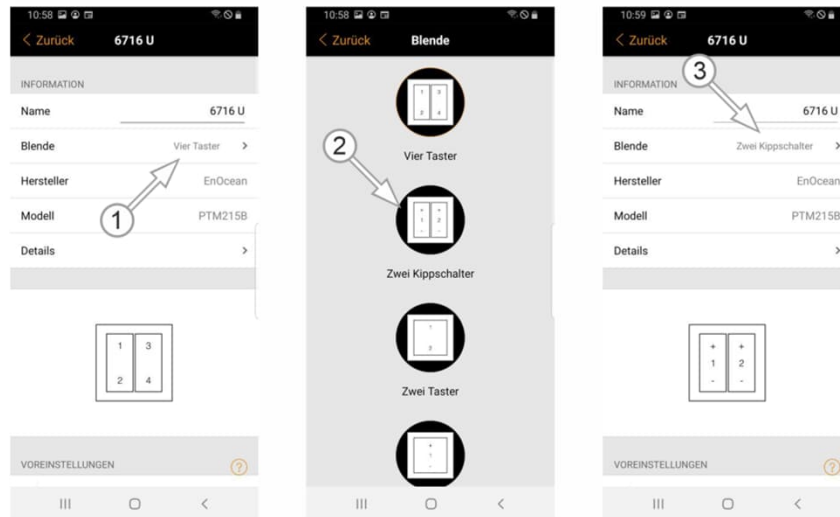 10:58
Zurück 6716 U
INFORMATION
Name 6716 U
Blende Vier Taster
Hersteller EnOcean
Modell PTM215B
Details
1
1 3
2 4
VOREINSTELLUNGEN
?
10:58
Zurück Blende
1 3
2 4
Vier Taster
2
+ +
1 2
- -
Zwei Kippschalter
1
2
Zwei Taster
+
1
-
10:59
Zurück 6716 U
INFORMATION
3
Name 6716 U
Blende Zwei Kippschalter
Hersteller EnOcean
Modell PTM215B
Details
+ +
1 2
- -
VOREINSTELLUNGEN
?